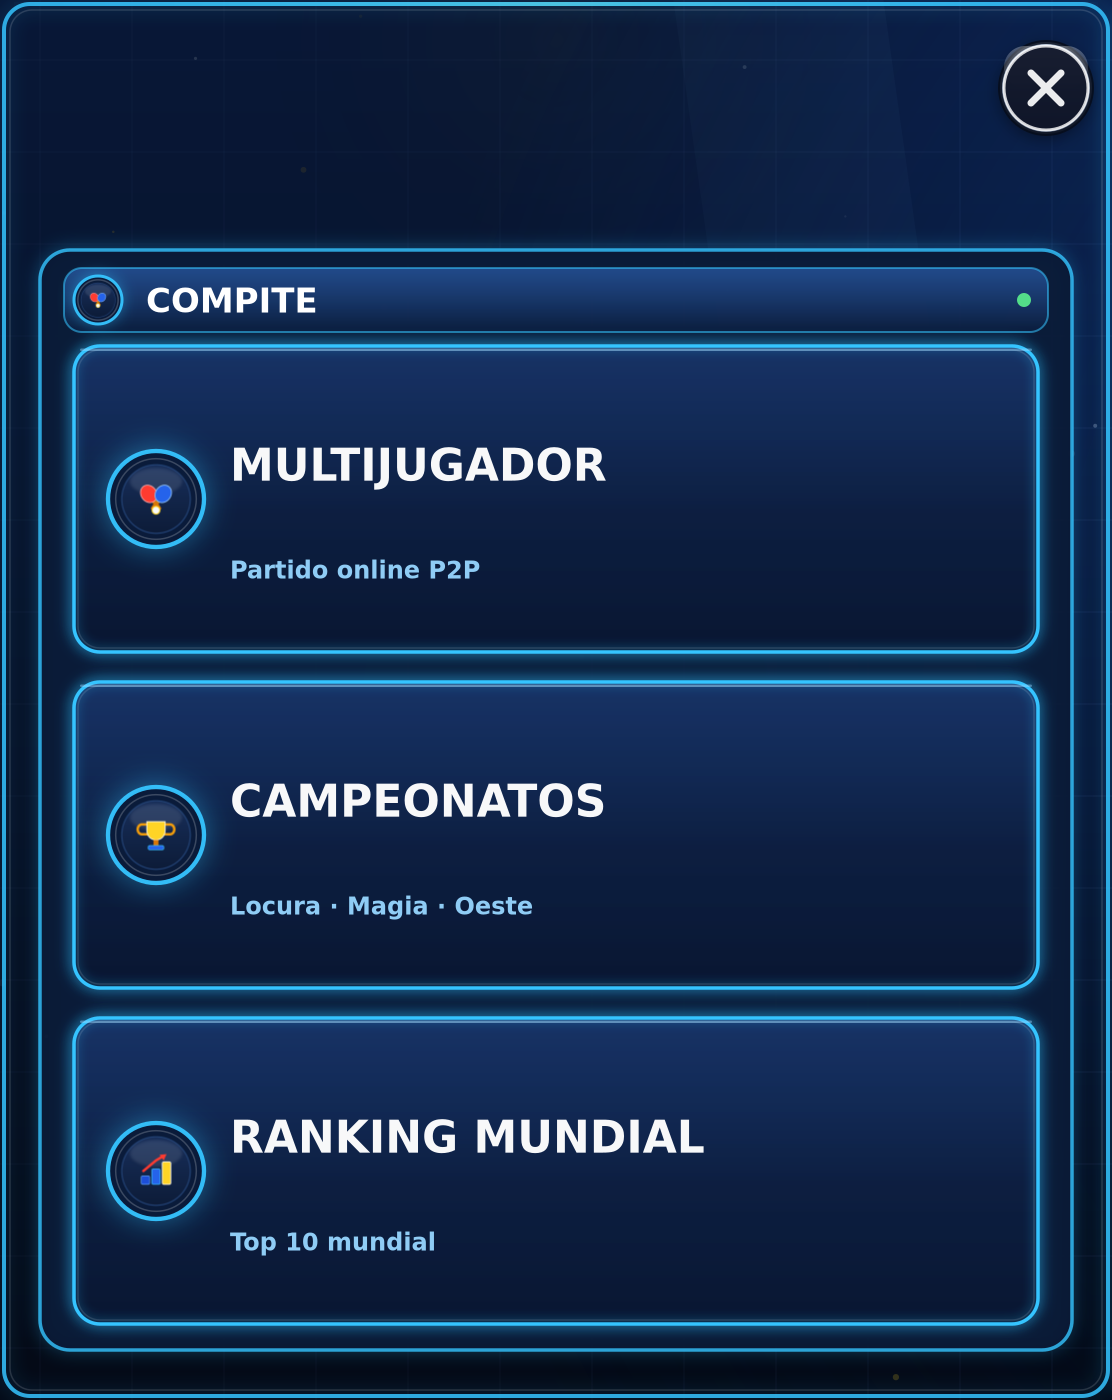 COMPITE
MULTIJUGADOR
Partido online P2P
CAMPEONATOS
Locura · Magia · Oeste
RANKING MUNDIAL
Top 10 mundial